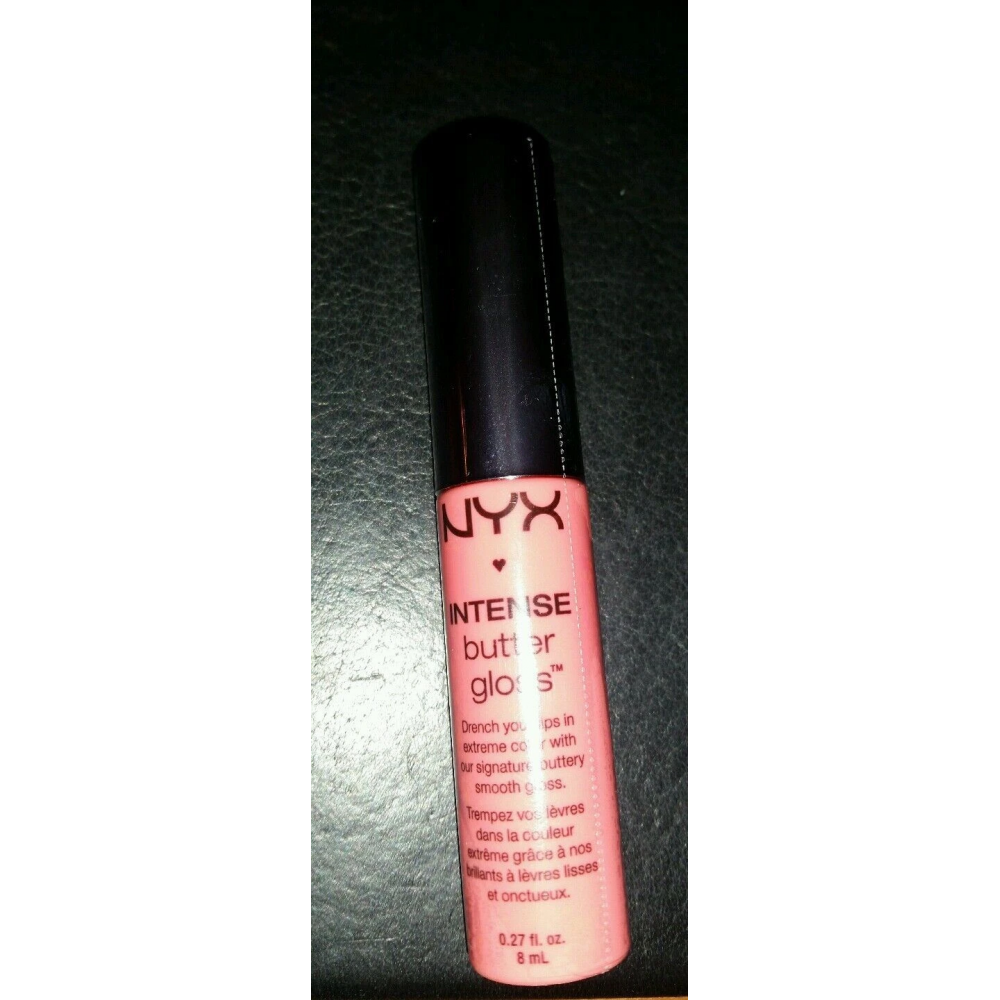 NYX
INTENSE
butter
gloss™
Drench your lips in
extreme color with
our signature buttery
smooth gloss.
Trempez vos lèvres
dans la couleur
extrême grâce à nos
brillants à lèvres lisses
et onctueux.
0.27 fl. oz.
8 mL